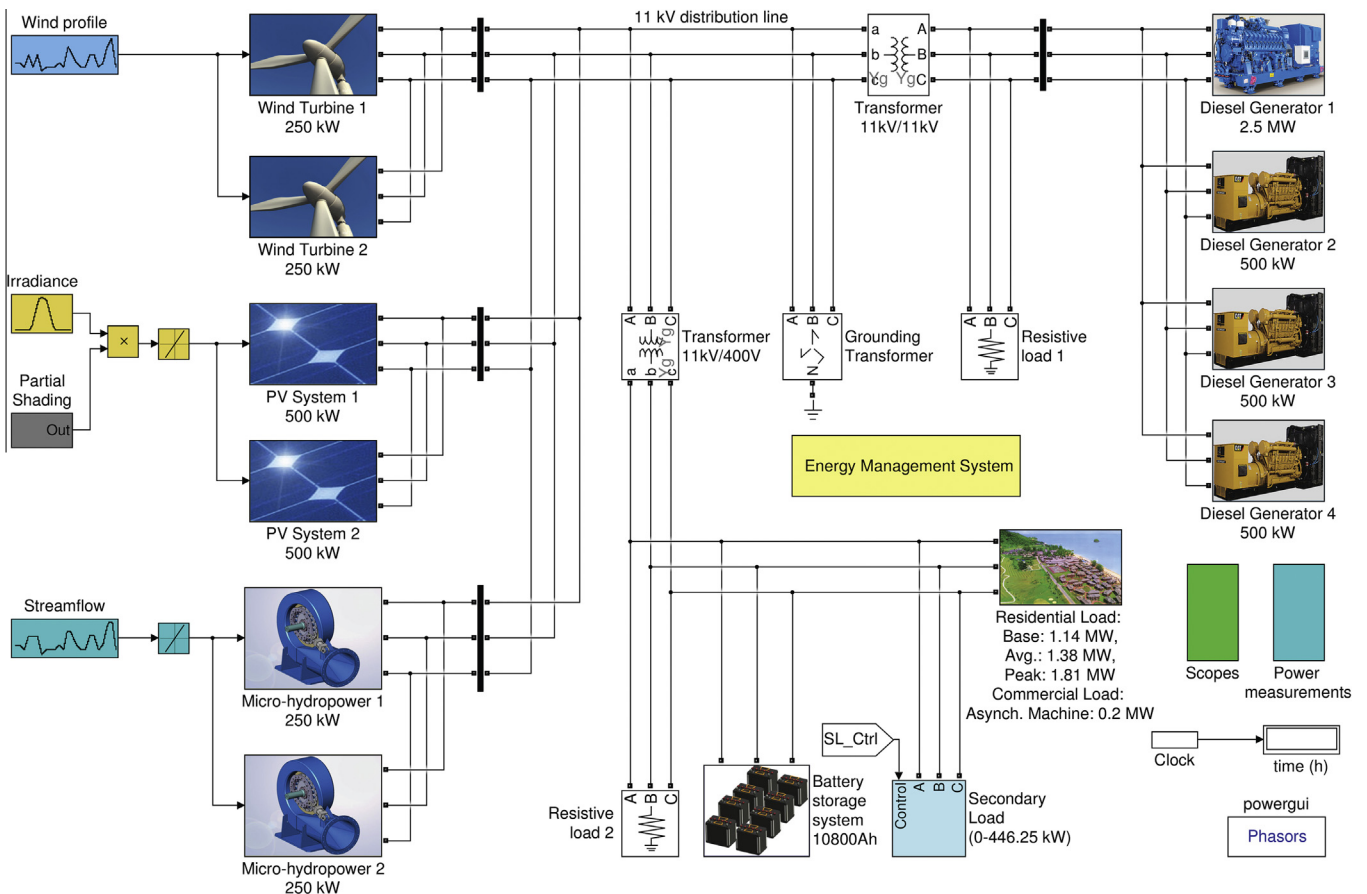 Wind profile
11 kV distribution line
a
b
c
A
B
C
Yg
Yg
Wind Turbine 1
250 kW
Transformer
11kV/11kV
Diesel Generator 1
2.5 MW
Wind Turbine 2
250 kW
Diesel Generator 2
500 kW
Irradiance
×
Partial
Shading
Out
PV System 1
500 kW
A
B
C
Yg
Yg
a
b
c
Transformer
11kV/400V
A
B
C
N
Grounding
Transformer
A
B
C
Resistive
load 1
Diesel Generator 3
500 kW
Energy Management System
PV System 2
500 kW
Diesel Generator 4
500 kW
Streamflow
Micro-hydropower 1
250 kW
Residential Load:
Base: 1.14 MW,
Avg.: 1.38 MW,
Peak: 1.81 MW
Commercial Load:
Asynch. Machine: 0.2 MW
Scopes
Power
measurements
SL_Ctrl
Clock
time (h)
A
B
C
Resistive
load 2
Battery
storage
system
10800Ah
Control
A
B
C
Secondary
Load
(0-446.25 kW)
powergui
Phasors
Micro-hydropower 2
250 kW